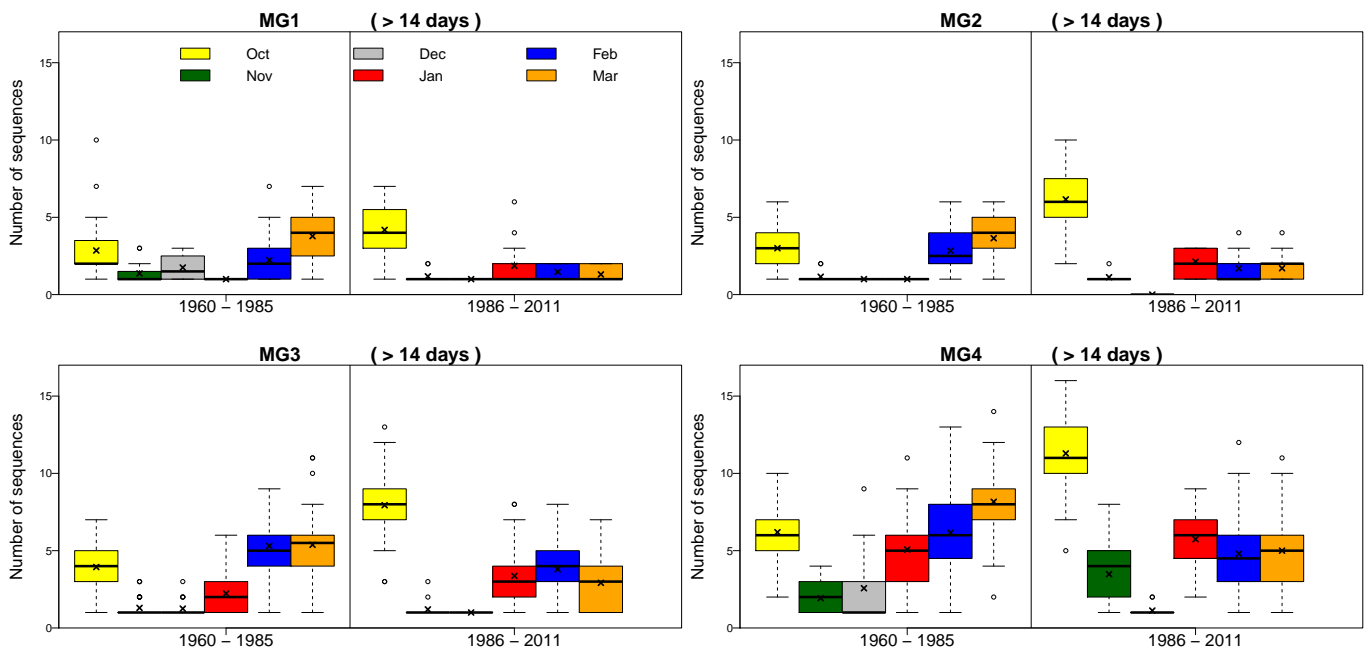 MG1 ( > 14 days )
Number of sequences
15
10
5
0
Oct Dec Feb
Nov Jan Mar
1960 – 1985 1986 – 2011
MG2 ( > 14 days )
Number of sequences
15
10
5
0
1960 – 1985 1986 – 2011
MG3 ( > 14 days )
Number of sequences
15
10
5
0
1960 – 1985 1986 – 2011
MG4 ( > 14 days )
Number of sequences
15
10
5
0
1960 – 1985 1986 – 2011